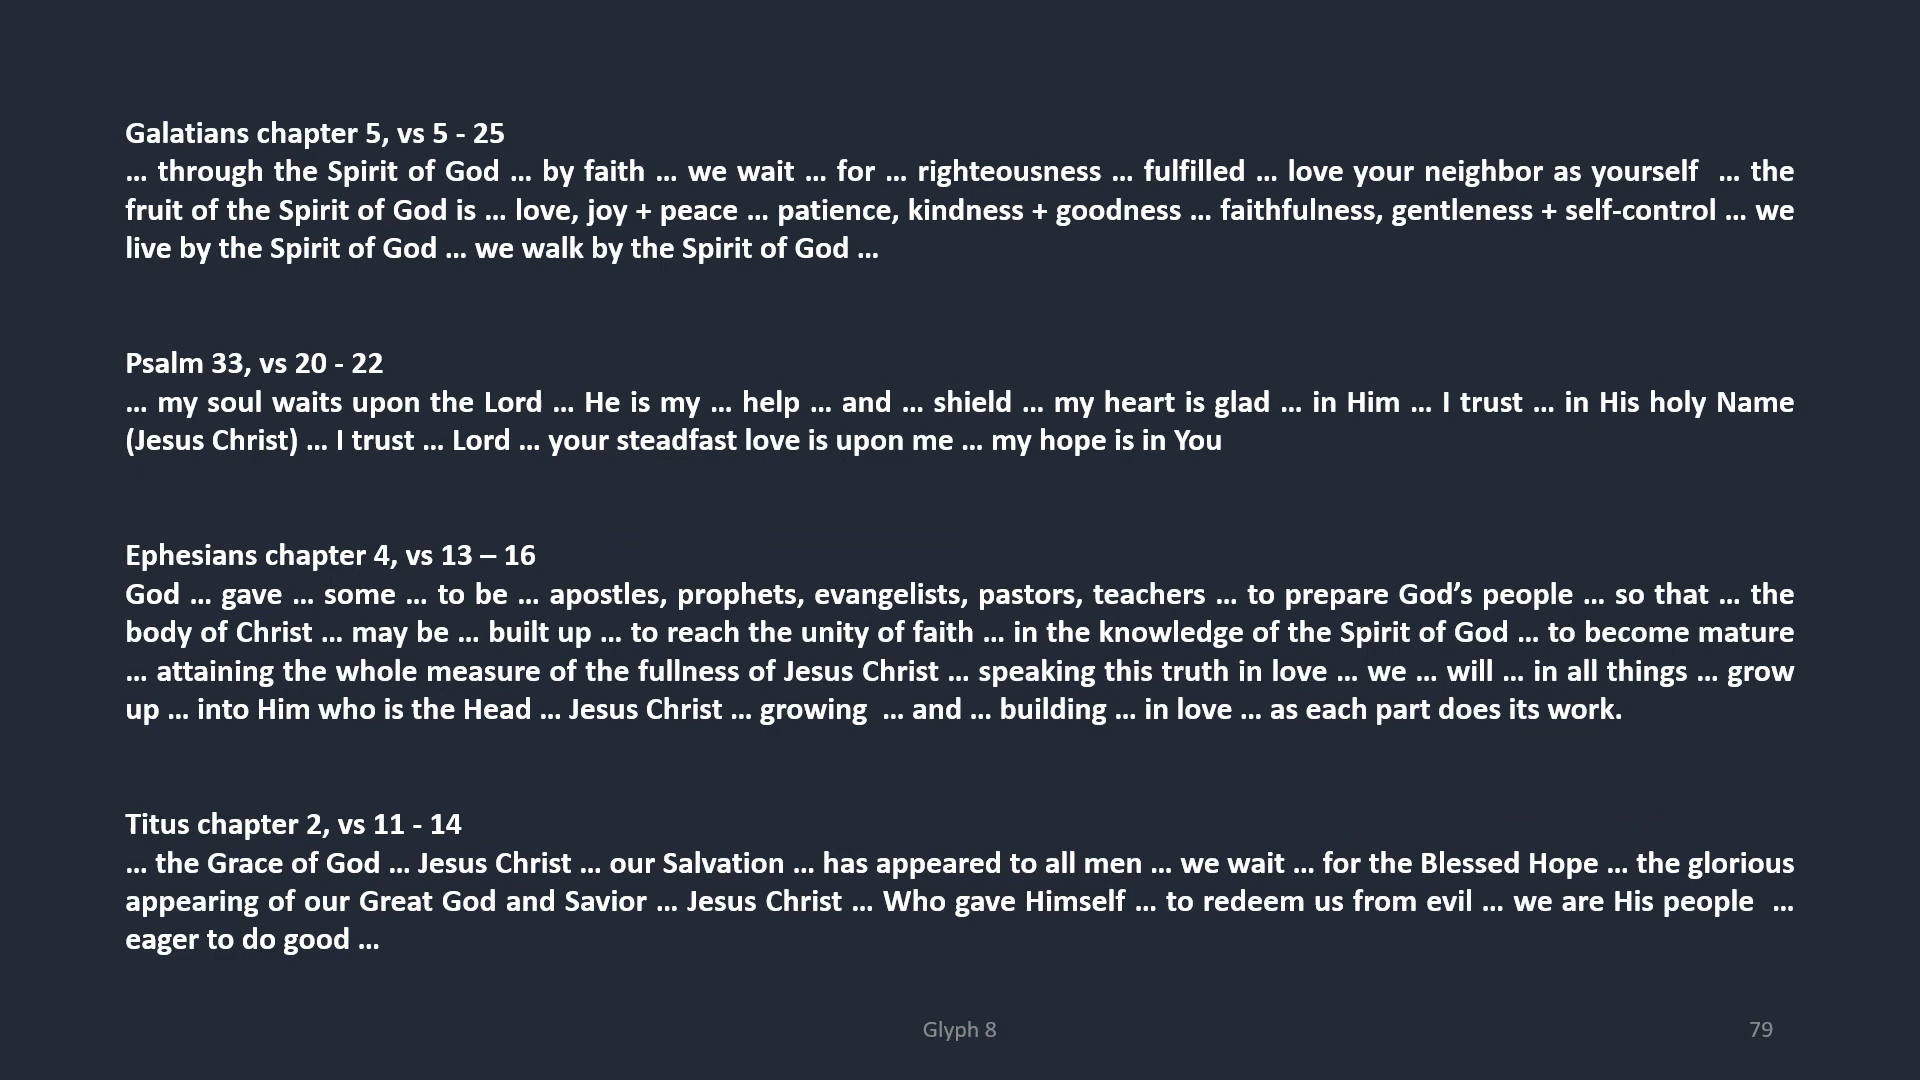 Galatians chapter 5, vs 5 - 25
… through the Spirit of God … by faith … we wait … for … righteousness … fulfilled … love your neighbor as yourself  … the
fruit of the Spirit of God is … love, joy + peace … patience, kindness + goodness … faithfulness, gentleness + self-control … we
live by the Spirit of God … we walk by the Spirit of God …
Psalm 33, vs 20 - 22
… my soul waits upon the Lord … He is my … help … and … shield … my heart is glad … in Him … I trust … in His holy Name
(Jesus Christ) … I trust … Lord … your steadfast love is upon me … my hope is in You
Ephesians chapter 4, vs 13 – 16
God … gave … some … to be … apostles, prophets, evangelists, pastors, teachers … to prepare God’s people … so that … the
body of Christ … may be … built up … to reach the unity of faith … in the knowledge of the Spirit of God … to become mature
… attaining the whole measure of the fullness of Jesus Christ … speaking this truth in love … we … will … in all things … grow
up … into Him who is the Head … Jesus Christ … growing  … and … building … in love … as each part does its work.
Titus chapter 2, vs 11 - 14
… the Grace of God … Jesus Christ … our Salvation … has appeared to all men … we wait … for the Blessed Hope … the glorious
appearing of our Great God and Savior … Jesus Christ … Who gave Himself … to redeem us from evil … we are His people  …
eager to do good …
Glyph 8
79